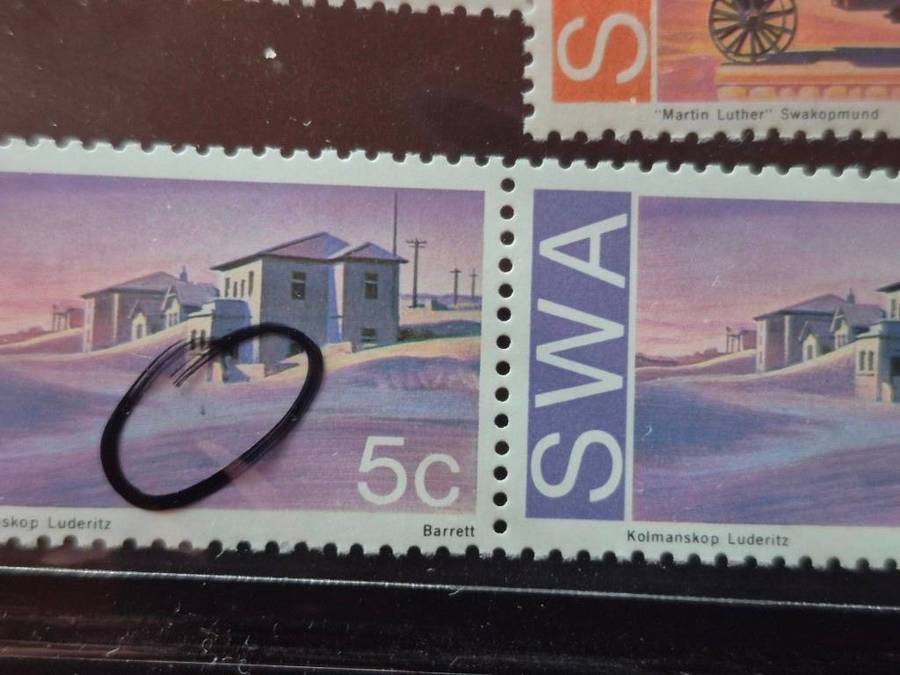 S
"Martin Luther" Swakopmund
5c
skop Luderitz
Barrett
SWA
Kolmanskop Luderitz